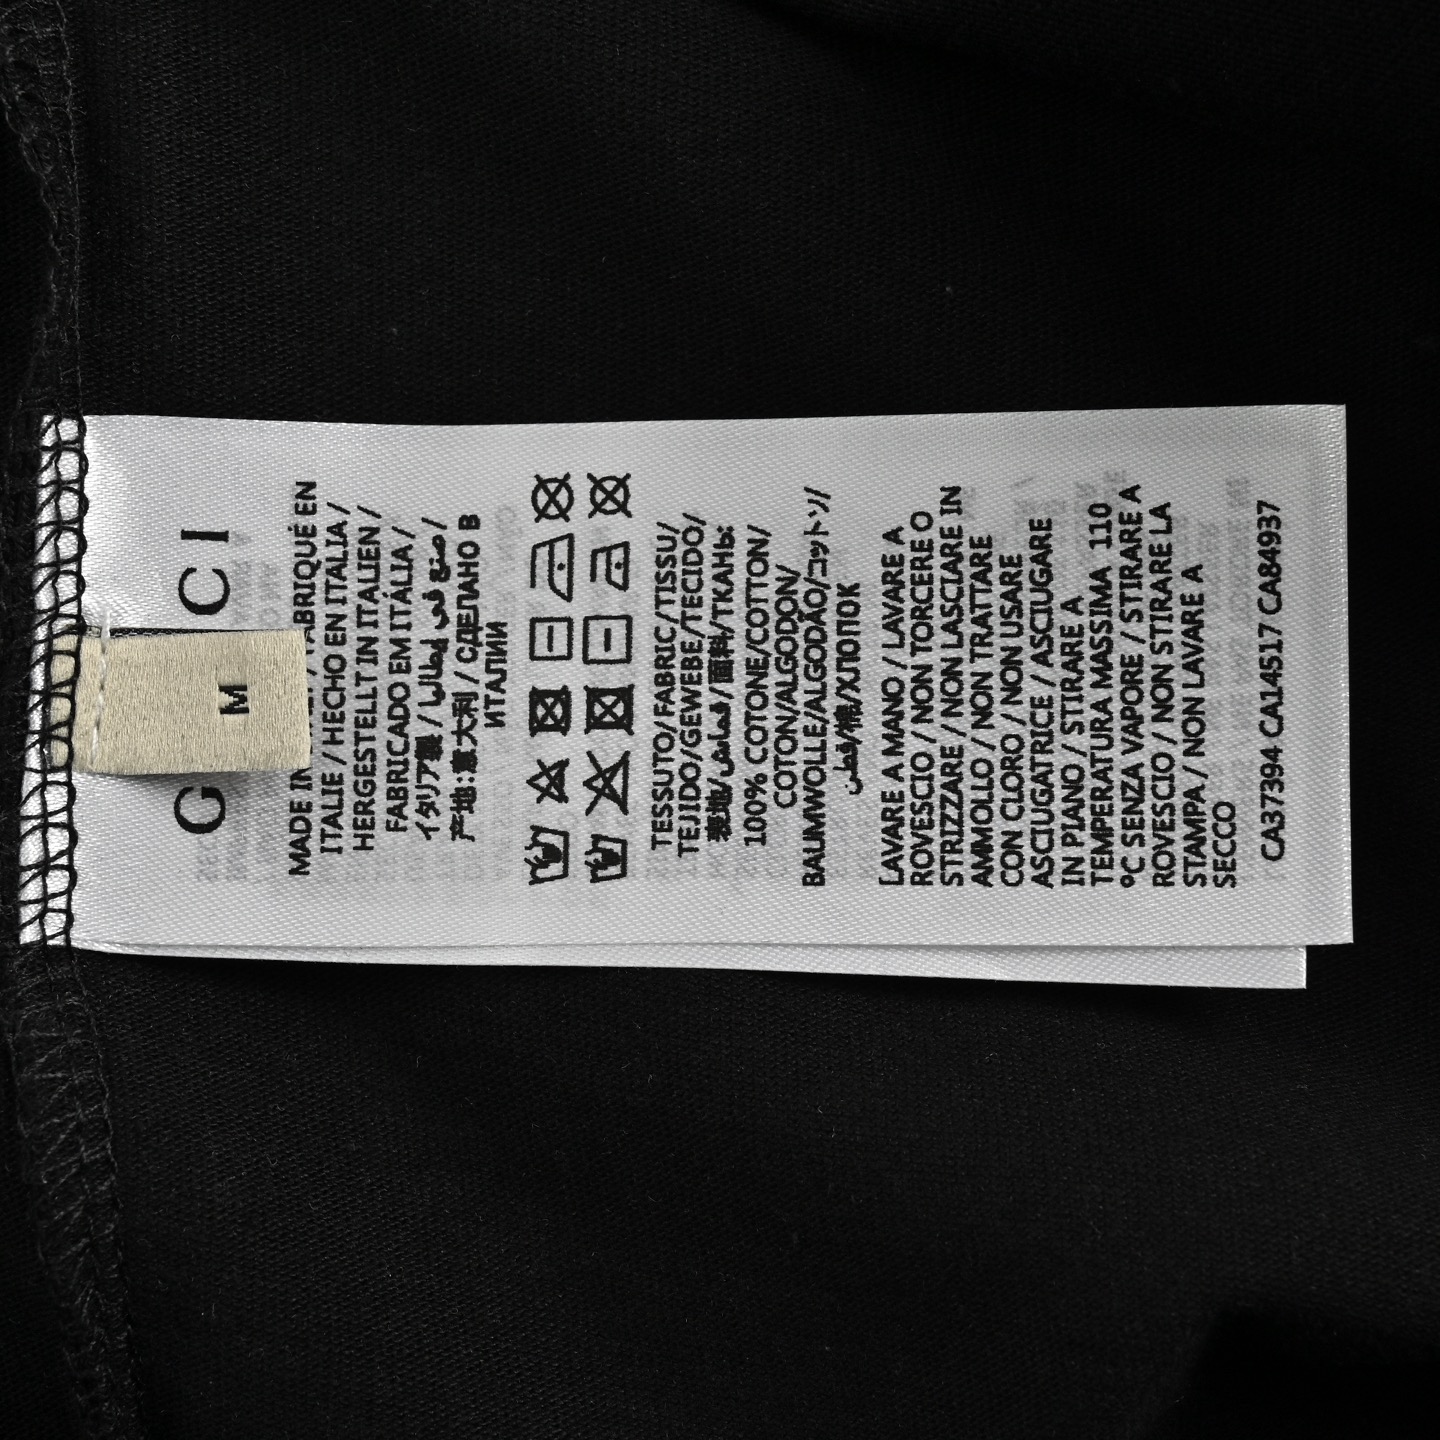 G CI
M
MADE IN / FABRIQUÉ EN
ITALIE / HECHO EN ITALIA /
HERGESTELLT IN ITALIEN /
FABRICADO EM ITÁLIA /
イタリア製 / صنع في إيطاليا /
产地：意大利 / СДЕЛАНО В
ИТАЛИИ
TESSUTO/FABRIC/TISSU/
TEJIDO/GEWEBE/TECIDO/
表地/قماش/面料/ТКАНЬ:
100% COTONE/COTTON/
COTON/ALGODON/
BAUMWOLLE/ALGODÃO/コットン/
قطن/棉/ХЛОПОК
LAVARE A MANO / LAVARE A
ROVESCIO / NON TORCERE O
STRIZZARE / NON LASCIARE IN
AMMOLLO / NON TRATTARE
CON CLORO / NON USARE
ASCIUGATRICE / ASCIUGARE
IN PIANO / STIRARE A
TEMPERATURA MASSIMA 110
°C SENZA VAPORE / STIRARE A
ROVESCIO / NON STIRARE LA
STAMPA / NON LAVARE A
SECCO
CA37394 CA14517 CA84937